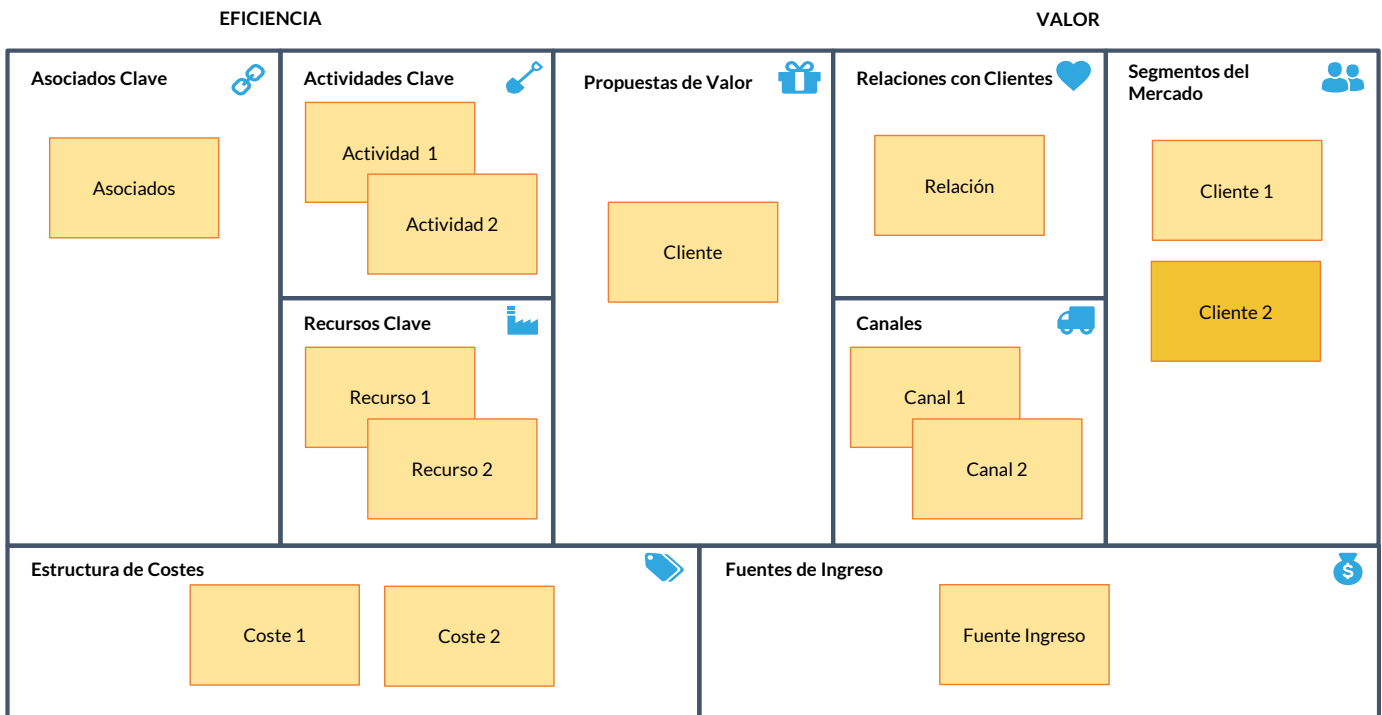 EFICIENCIA
VALOR
Asociados Clave
Asociados
Actividades Clave
Actividad 1
Actividad 2
Recursos Clave
Recurso 1
Recurso 2
Propuestas de Valor
Cliente
Relaciones con Clientes
Relación
Canales
Canal 1
Canal 2
Segmentos del
Mercado
Cliente 1
Cliente 2
Estructura de Costes
Coste 1
Coste 2
Fuentes de Ingreso
$
Fuente Ingreso